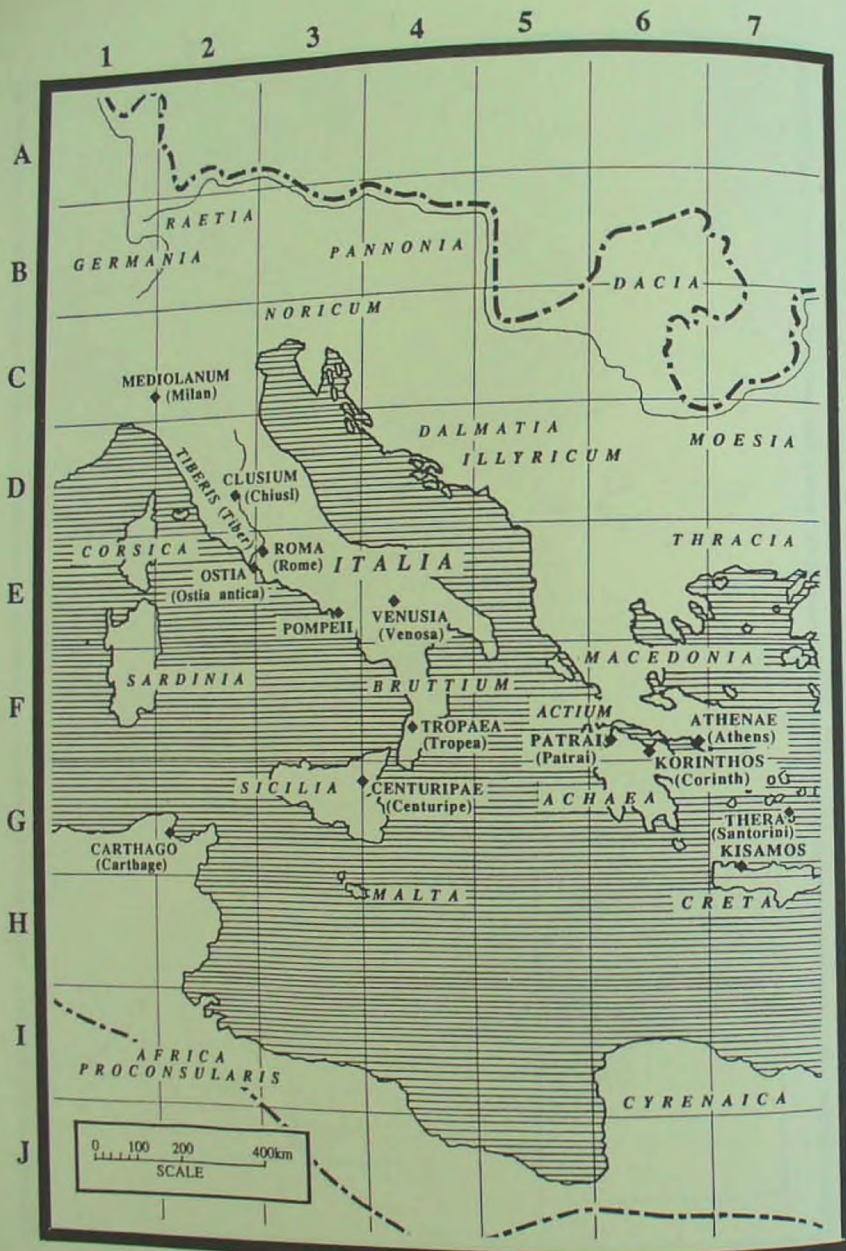 1 2 3 4 5 6 7
A
RAETIA
GERMANIA
PANNONIA
B
DACIA
NORICUM
C
MEDIOLANUM
(Milan)
DALMATIA
MOESIA
ILLYRICUM
D
TIBERIS (Tiber)
CLUSIUM
(Chiusi)
THRACIA
CORSICA
ROMA
(Rome)
ITALIA
OSTIA
(Ostia antica)
E
POMPEII
VENUSIA
(Venosa)
MACEDONIA
SARDINIA
BRUTTIUM
F
ACTIUM
TROPAEA
(Tropea)
PATRAI
(Patrai)
ATHENAE
(Athens)
KORINTHOS
(Corinth)
SICILIA
CENTURIPAE
(Centuripe)
ACHAEA
G
THERA
(Santorini)
CARTHAGO
(Carthage)
KISAMOS
MALTA
CRETA
H
I
AFRICA
PROCONSULARIS
CYRENAICA
J
0 100 200 400km
SCALE